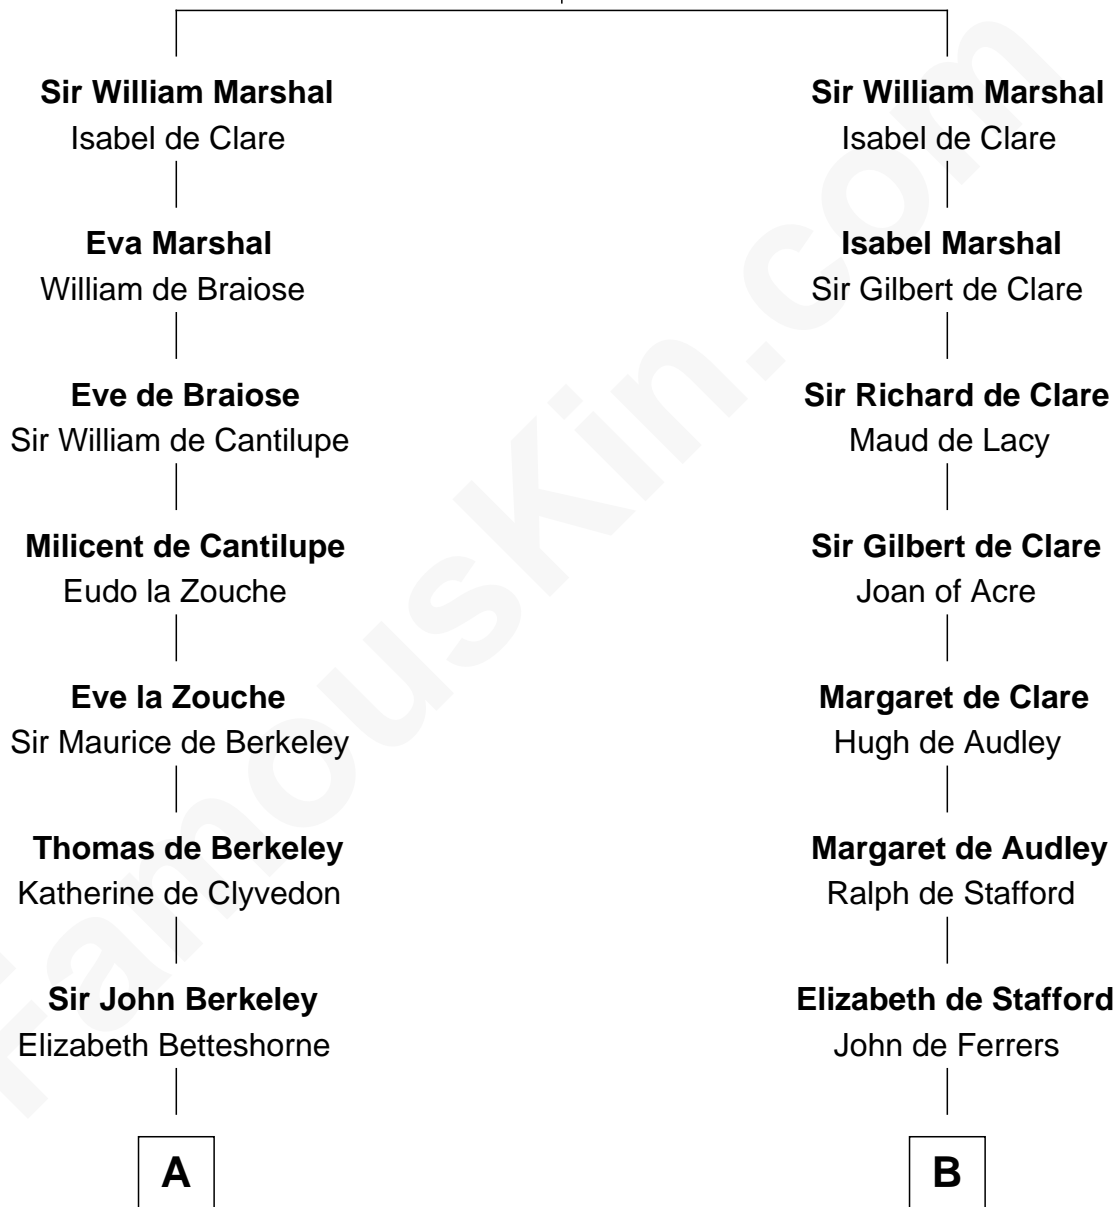 Sir William Marshal
Isabel de Clare
Eva Marshal
William de Braiose
Eve de Braiose
Sir William de Cantilupe
Milicent de Cantilupe
Eudo la Zouche
Eve la Zouche
Sir Maurice de Berkeley
Thomas de Berkeley
Katherine de Clyvedon
Sir John Berkeley
Elizabeth Betteshorne
A
Sir William Marshal
Isabel de Clare
Isabel Marshal
Sir Gilbert de Clare
Sir Richard de Clare
Maud de Lacy
Sir Gilbert de Clare
Joan of Acre
Margaret de Clare
Hugh de Audley
Margaret de Audley
Ralph de Stafford
Elizabeth de Stafford
John de Ferrers
B
FamousKin.com